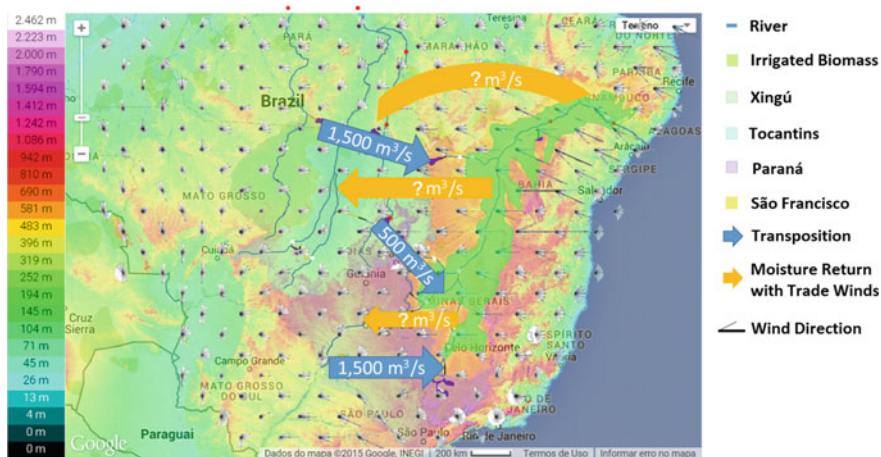 2.462 m
2.223 m
2.000 m
1.790 m
1.594 m
1.412 m
1.242 m
1.086 m
942 m
810 m
690 m
581 m
483 m
396 m
319 m
252 m
194 m
145 m
104 m
71 m
45 m
26 m
13 m
4 m
0 m
0 m
Terreno
Teresina
CEARÁ
DO NORTE
PARÁ
MARANHÃO
PARAÍBA
Recife
? m³/s
Brazil
1,500 m³/s
ALAGOAS
Aracaju
SERGIPE
? m³/s
BAHIA
Salvador
MATO GROSSO
500 m³/s
Cuiabá
Goiânia
MINAS GERAIS
? m³/s
Cruz
Sierra
ESPÍRITO
SANTO
Vitória
Belo Horizonte
Campo Grande
1,500 m³/s
MATO GROSSO
DO SUL
JANEIRO
SÃO PAULO
São Paulo
Rio de Janeiro
Paraguai
Google
Dados do mapa ©2015 Google, INEGI
200 km
Termos de Uso
Informar erro no mapa
River
Irrigated Biomass
Xingú
Tocantins
Paraná
São Francisco
Transposition
Moisture Return
with Trade Winds
Wind Direction